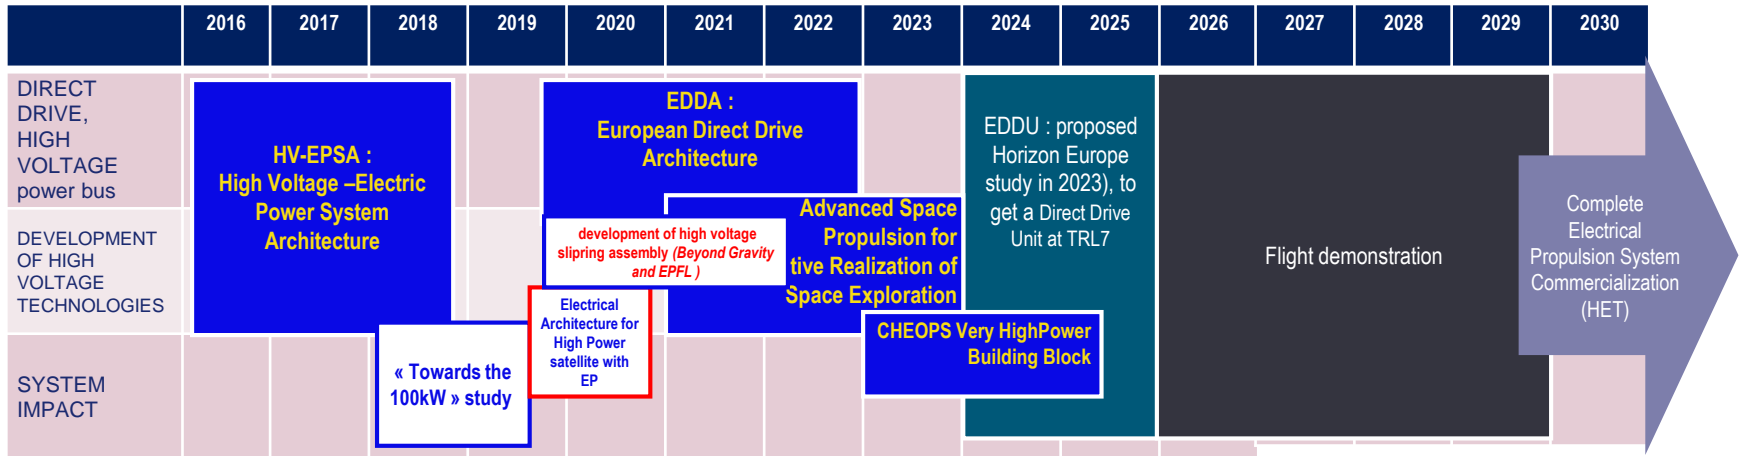 2016 2017 2018 2019 2020 2021 2022 2023 2024 2025 2026 2027 2028 2029 2030
DIRECT
DRIVE,
HIGH
VOLTAGE
power bus
DEVELOPMENT
OF HIGH
VOLTAGE
TECHNOLOGIES
SYSTEM
IMPACT
HV-EPSA :
High Voltage –Electric
Power System
Architecture
« Towards the
100kW » study
EDDA :
European Direct Drive
Architecture
development of high voltage
slipring assembly (Beyond Gravity
and EPFL )
Electrical
Architecture for
High Power
satellite with
EP
Advanced Space
Propulsion for
tive Realization of
Space Exploration
CHEOPS Very HighPower
Building Block
EDDU : proposed
Horizon Europe
study in 2023), to
get a Direct Drive
Unit at TRL7
Flight demonstration
Complete
Electrical
Propulsion System
Commercialization
(HET)